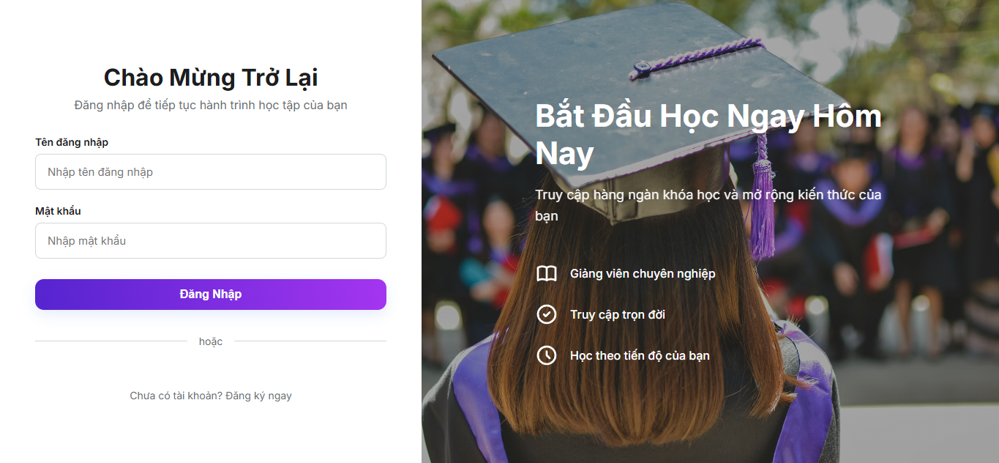 Chào Mừng Trở Lại
Đăng nhập để tiếp tục hành trình học tập của bạn
Tên đăng nhập
Nhập tên đăng nhập
Mật khẩu
Nhập mật khẩu
Đăng Nhập
hoặc
Chưa có tài khoản? Đăng ký ngay
Bắt Đầu Học Ngay Hôm
Nay
Truy cập hàng ngàn khóa học và mở rộng kiến thức của
bạn
Giảng viên chuyên nghiệp
Truy cập trọn đời
Học theo tiến độ của bạn